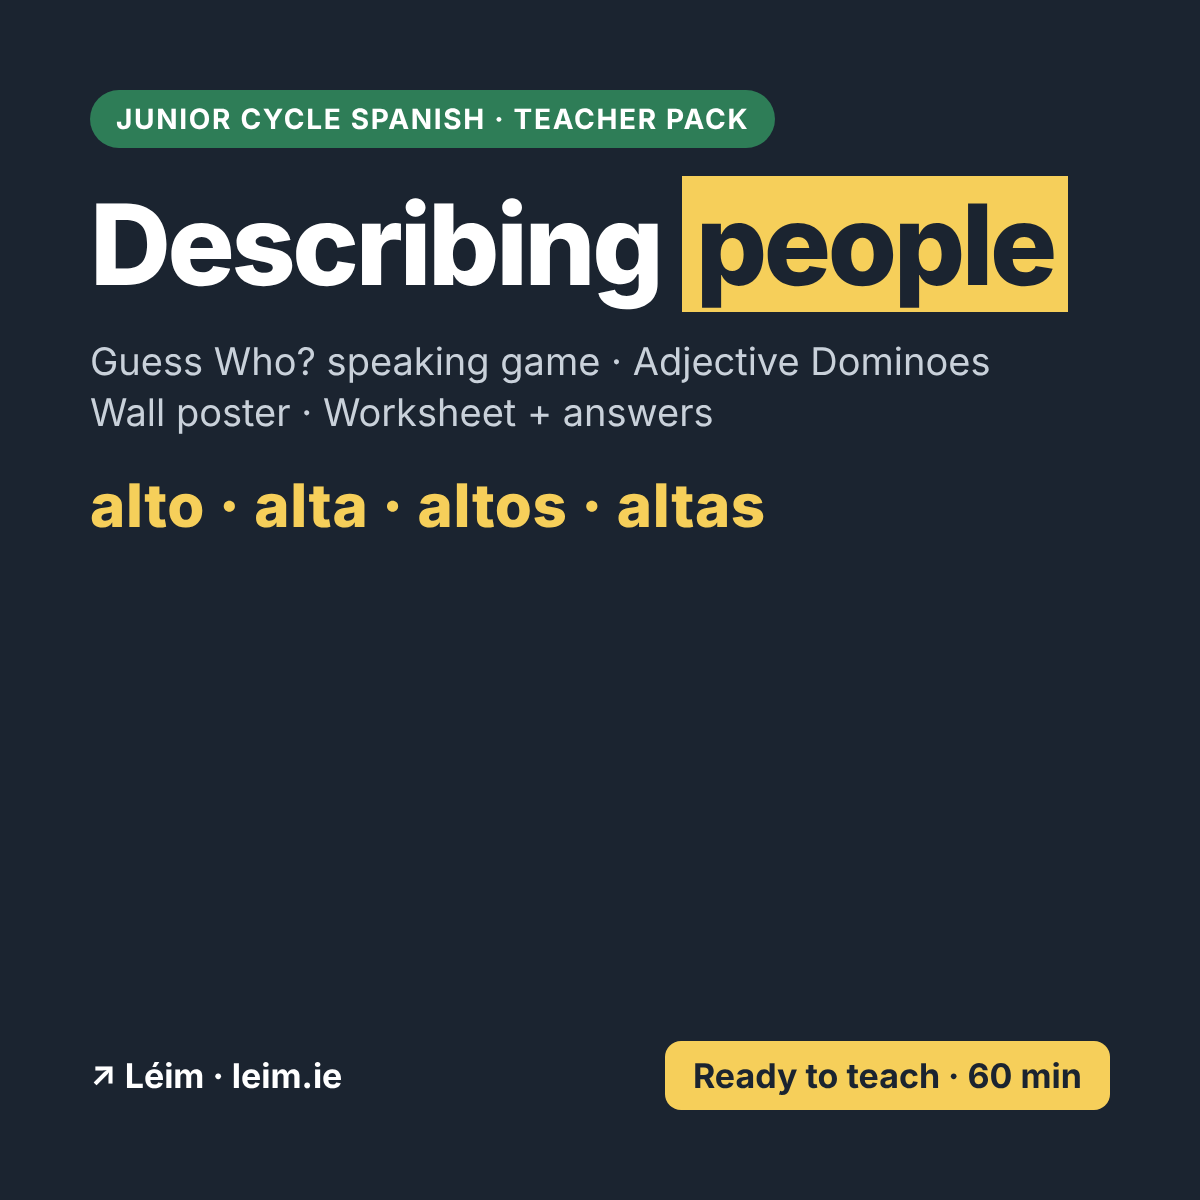 JUNIOR CYCLE SPANISH · TEACHER PACK
Describing people
Guess Who? speaking game · Adjective Dominoes
Wall poster · Worksheet + answers
alto · alta · altos · altas
↗ Léim · leim.ie
Ready to teach · 60 min